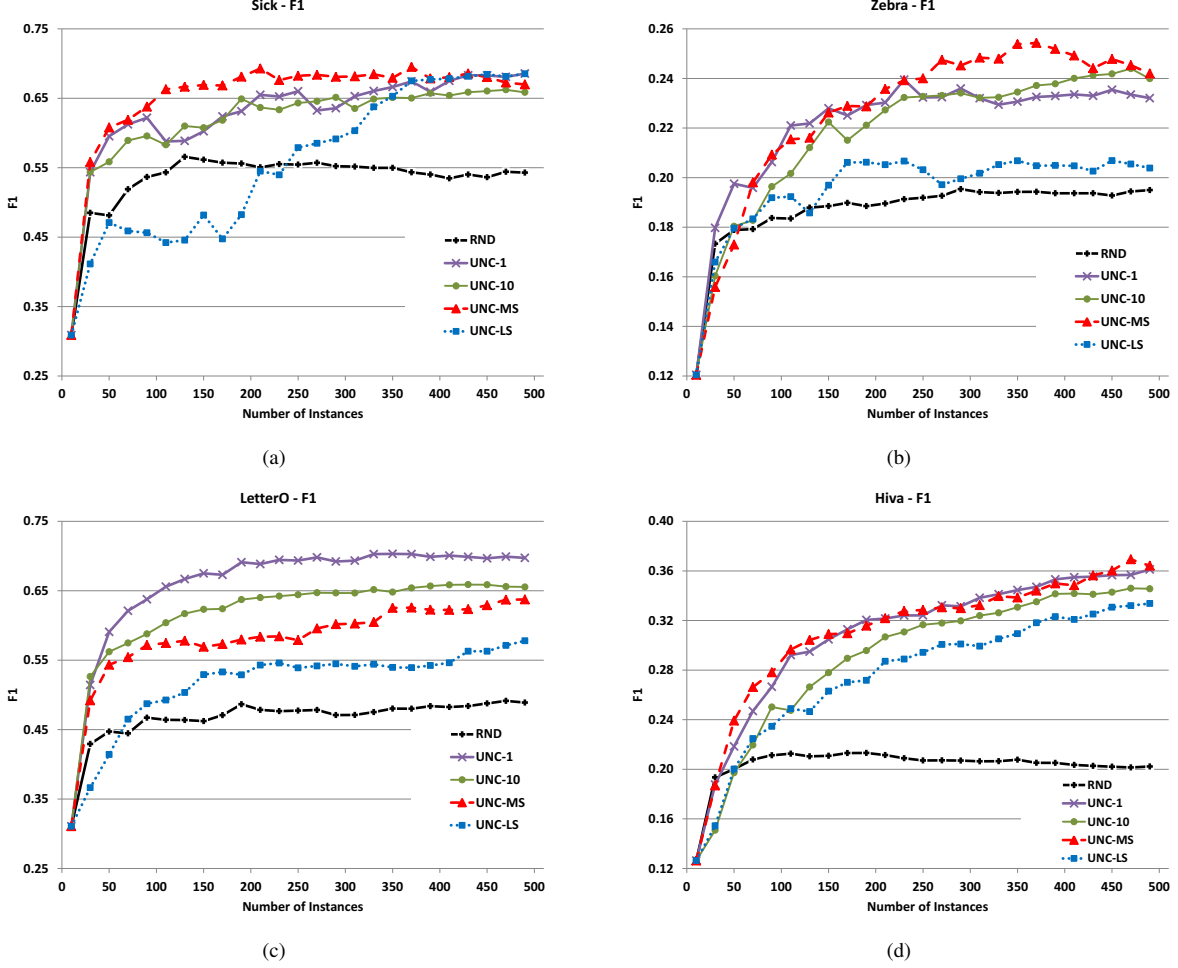 Sick - F1
0.75
0.65
0.55
0.45
0.35
0.25
F1
0 50 100 150 200 250 300 350 400 450 500
Number of Instances
RND
UNC-1
UNC-10
UNC-MS
UNC-LS
(a)
Zebra - F1
0.26
0.24
0.22
0.20
0.18
0.16
0.14
0.12
F1
0 50 100 150 200 250 300 350 400 450 500
Number of Instances
RND
UNC-1
UNC-10
UNC-MS
UNC-LS
(b)
LetterO - F1
0.75
0.65
0.55
0.45
0.35
0.25
F1
0 50 100 150 200 250 300 350 400 450 500
Number of Instances
RND
UNC-1
UNC-10
UNC-MS
UNC-LS
(c)
Hiva - F1
0.40
0.36
0.32
0.28
0.24
0.20
0.16
0.12
F1
0 50 100 150 200 250 300 350 400 450 500
Number of Instances
RND
UNC-1
UNC-10
UNC-MS
UNC-LS
(d)